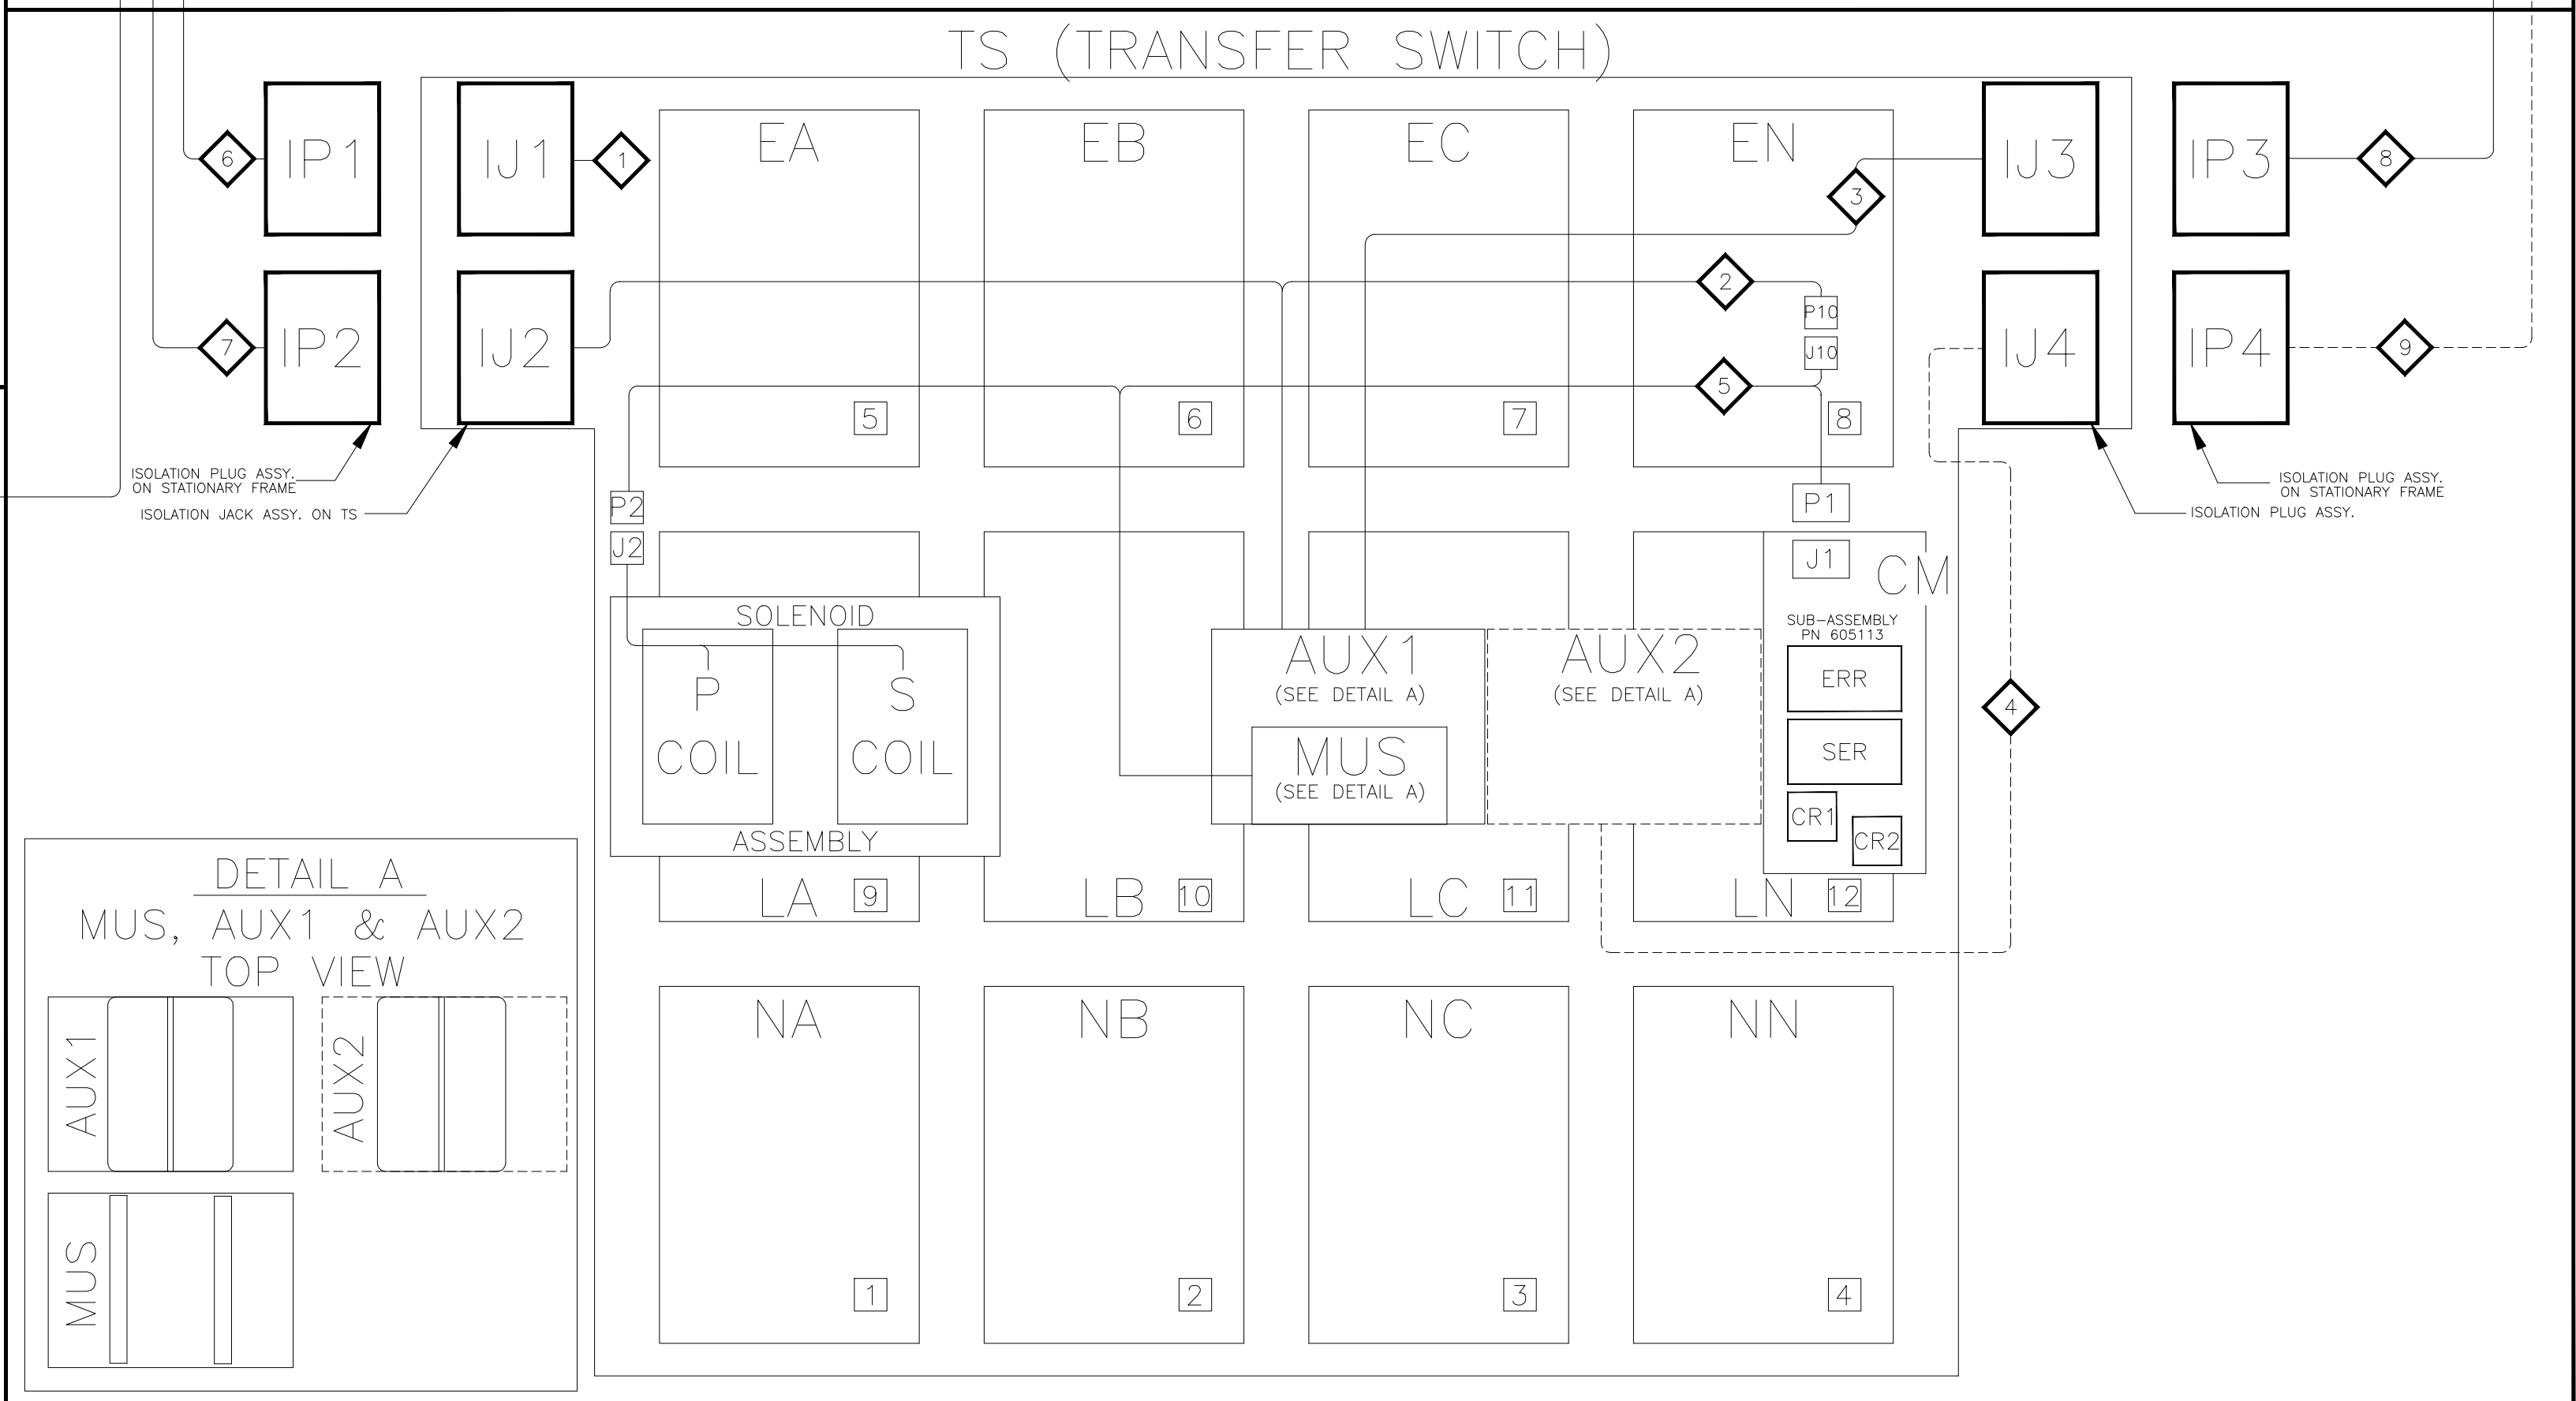 TS (TRANSFER SWITCH)
6
IP1
IJ1
1
EA
EB
EC
EN
3
IJ3
IP3
8
7
IP2
IJ2
2
P10
J10
5
IJ4
IP4
9
5
6
7
8
ISOLATION PLUG ASSY.
ON STATIONARY FRAME
ISOLATION JACK ASSY. ON TS
ISOLATION PLUG ASSY.
ON STATIONARY FRAME
ISOLATION PLUG ASSY.
P2
J2
P1
J1
CM
SOLENOID
P
COIL
S
COIL
ASSEMBLY
AUX1
(SEE DETAIL A)
MUS
(SEE DETAIL A)
AUX2
(SEE DETAIL A)
SUB-ASSEMBLY
PN 605113
ERR
SER
CR1
CR2
4
LA
9
LB
10
LC
11
LN
12
DETAIL A
MUS, AUX1 & AUX2
TOP VIEW
AUX1
AUX2
MUS
NA
NB
NC
NN
1
2
3
4